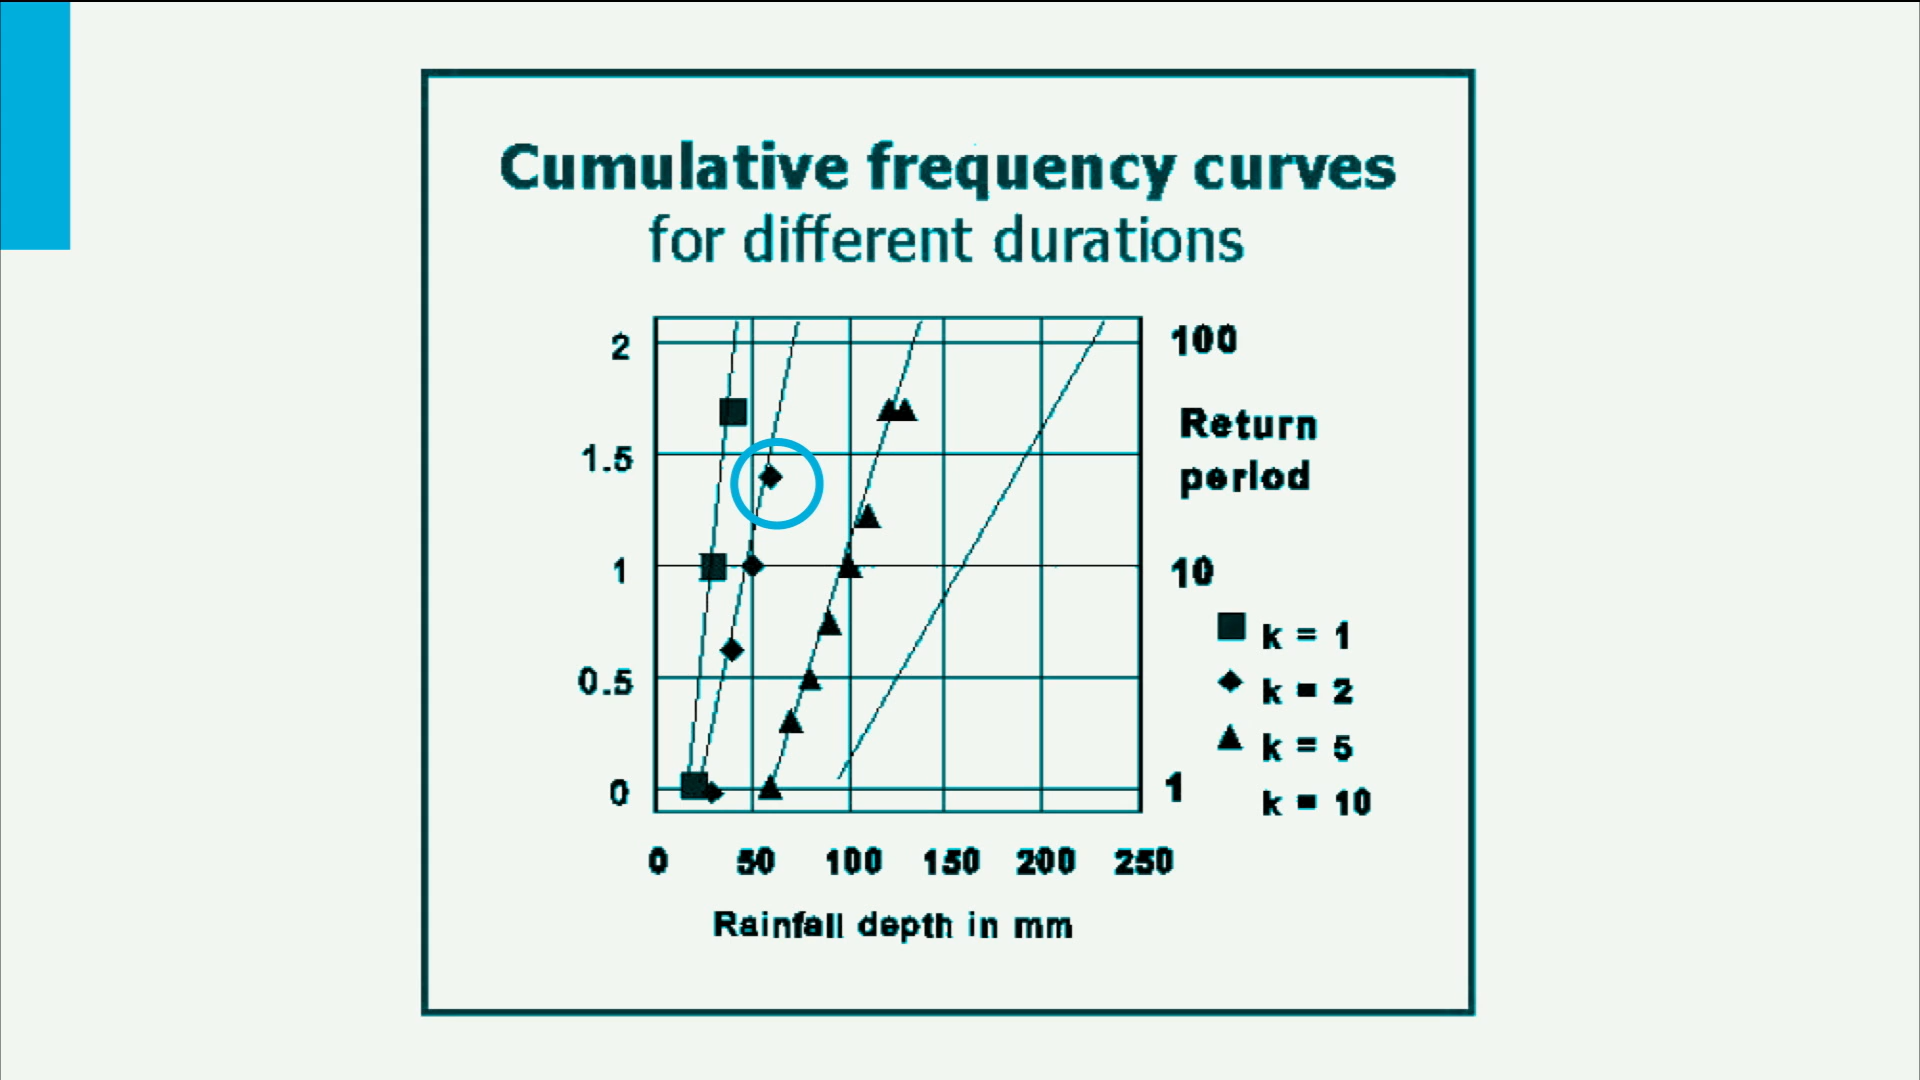 Cumulative frequency curves
for different durations
2
100
Return
period
1.5
1
10
0.5
0
1
k = 1
k = 2
k = 5
k = 10
0 50 100 150 200 250
Rainfall depth in mm